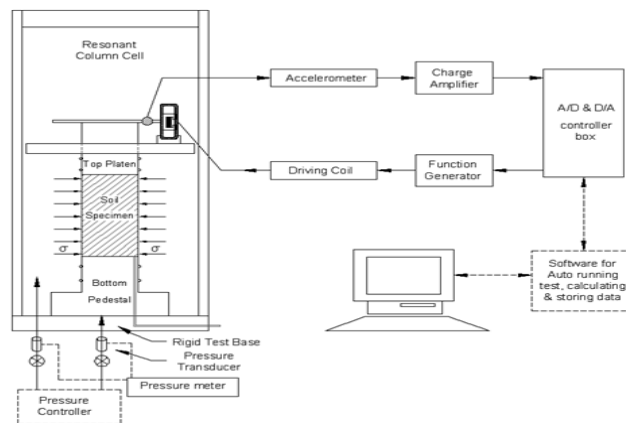 Resonant
Column Cell
Accelerometer
Charge
Amplifier
A/D & D/A
controller
box
Top Platen
Driving Coil
Function
Generator
Soil
Specimen
σ
σ
Software for
Auto running
test, calculating
& storing data
Bottom
Pedestal
Rigid Test Base
Pressure
Transducer
Pressure meter
Pressure
Controller